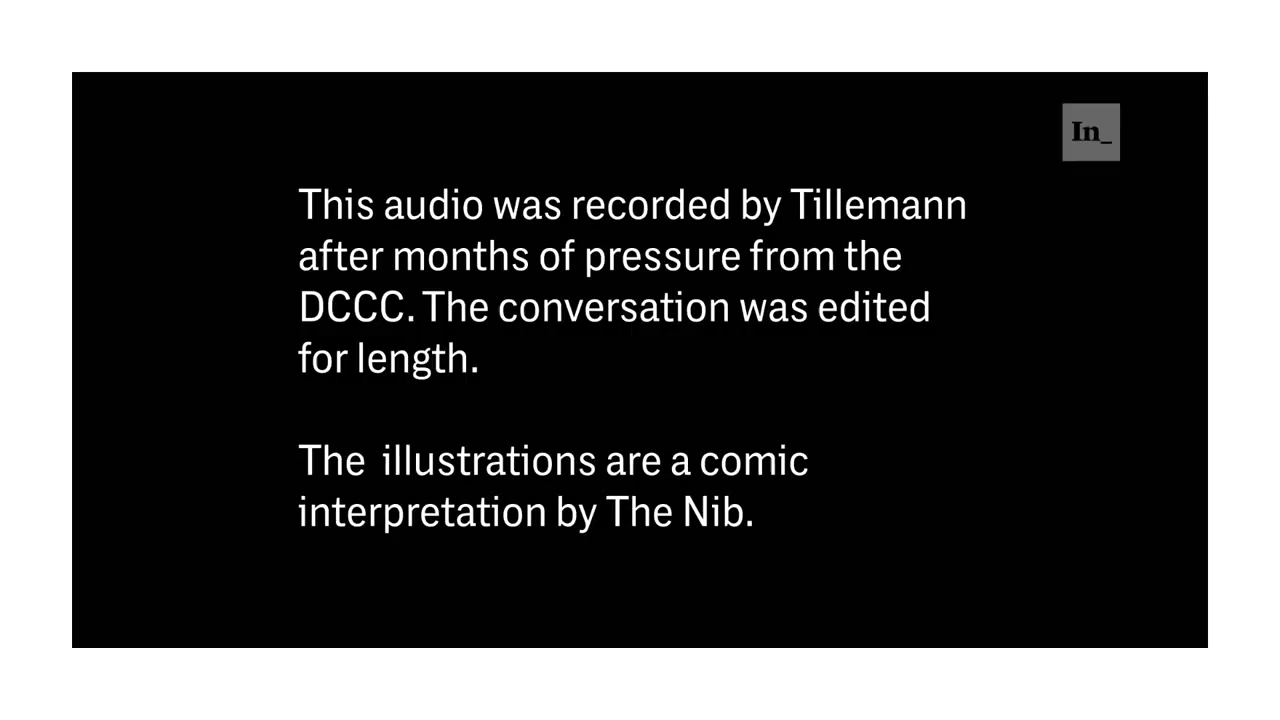 In_
This audio was recorded by Tillemann
after months of pressure from the
DCCC. The conversation was edited
for length.
The illustrations are a comic
interpretation by The Nib.